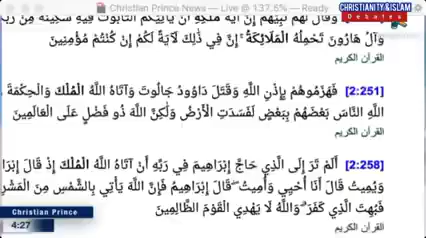 Christian Prince News — Live @ 137.5% — Ready
CHRISTIANITY & ISLAM
Debates
وَقَالَ لَهُمْ نَبِيُّهُمْ إِنَّ آيَةَ مُلْكِهِ أَنْ يَأْتِيَكُمُ التَّابُوتُ فِيهِ سَكِينَةٌ مِنْ
وَآلُ هَارُونَ تَحْمِلُهُ الْمَلَائِكَةُ ۚ إِنَّ فِي ذَٰلِكَ لَآيَةً لَكُمْ إِنْ كُنْتُمْ مُؤْمِنِينَ
القرآن الكريم
[2:251] فَهَزَمُوهُمْ بِإِذْنِ اللَّهِ وَقَتَلَ دَاوُودُ جَالُوتَ وَآتَاهُ اللَّهُ الْمُلْكَ وَالْحِكْمَةَ
اللَّهِ النَّاسَ بَعْضَهُمْ بِبَعْضٍ لَفَسَدَتِ الْأَرْضُ وَلَٰكِنَّ اللَّهَ ذُو فَضْلٍ عَلَى الْعَالَمِينَ
القرآن الكريم
[2:258] أَلَمْ تَرَ إِلَى الَّذِي حَاجَّ إِبْرَاهِيمَ فِي رَبِّهِ أَنْ آتَاهُ اللَّهُ الْمُلْكَ إِذْ قَالَ إِبْرَا
وَيُمِيتُ قَالَ أَنَا أُحْيِي وَأُمِيتُ ۖ قَالَ إِبْرَاهِيمُ فَإِنَّ اللَّهَ يَأْتِي بِالشَّمْسِ مِنَ الْمَشْرِ
فَبُهِتَ الَّذِي كَفَرَ ۗ وَاللَّهُ لَا يَهْدِي الْقَوْمَ الظَّالِمِينَ
القرآن الكريم
Christian Prince
4:27